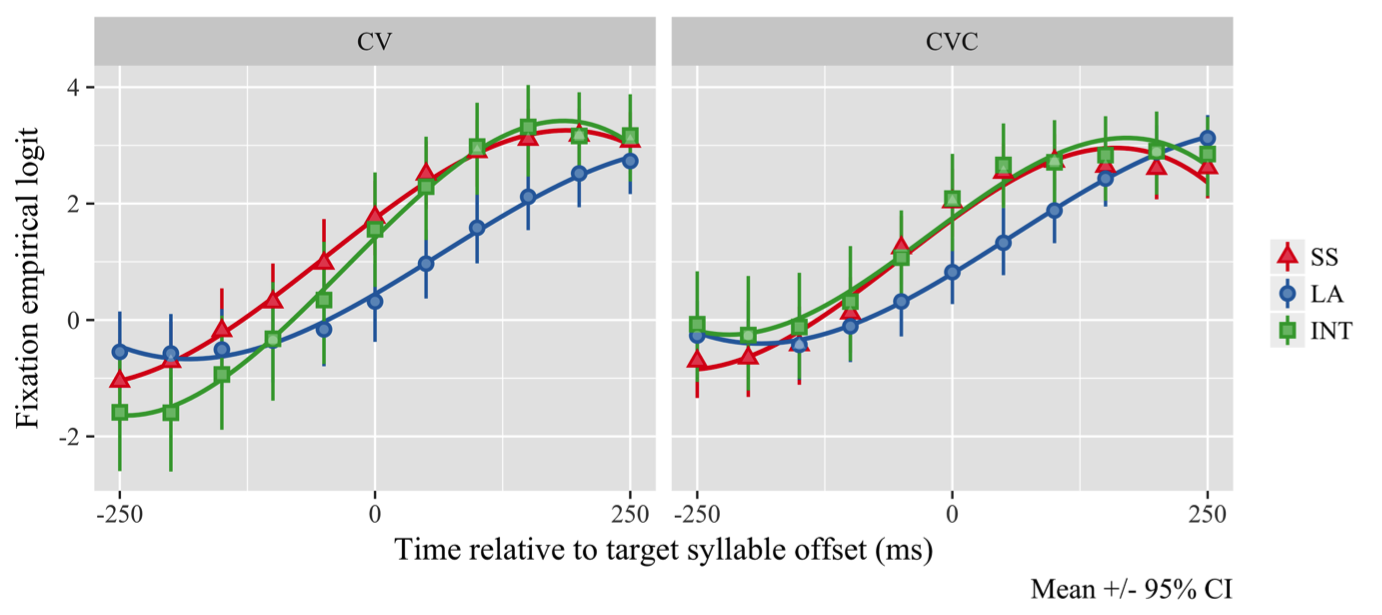 CV
CVC
Fixation empirical logit
4
2
0
-2
-250
0
250
-250
0
250
Time relative to target syllable offset (ms)
SS
LA
INT
Mean +/- 95% CI